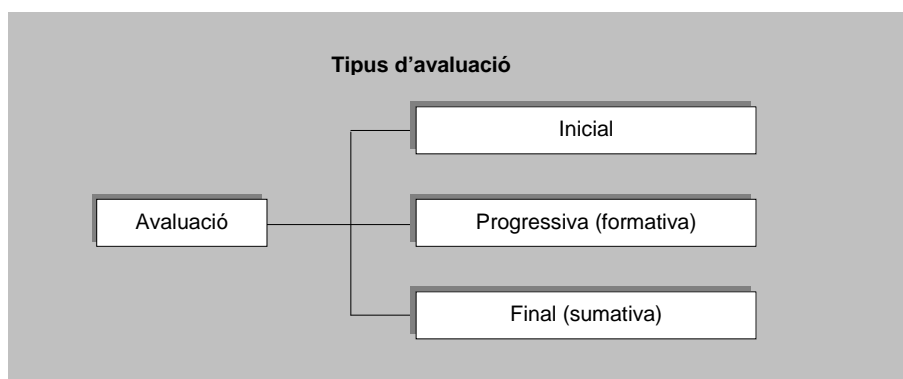 Tipus d’avaluació
Inicial
Avaluació
Progressiva (formativa)
Final (sumativa)